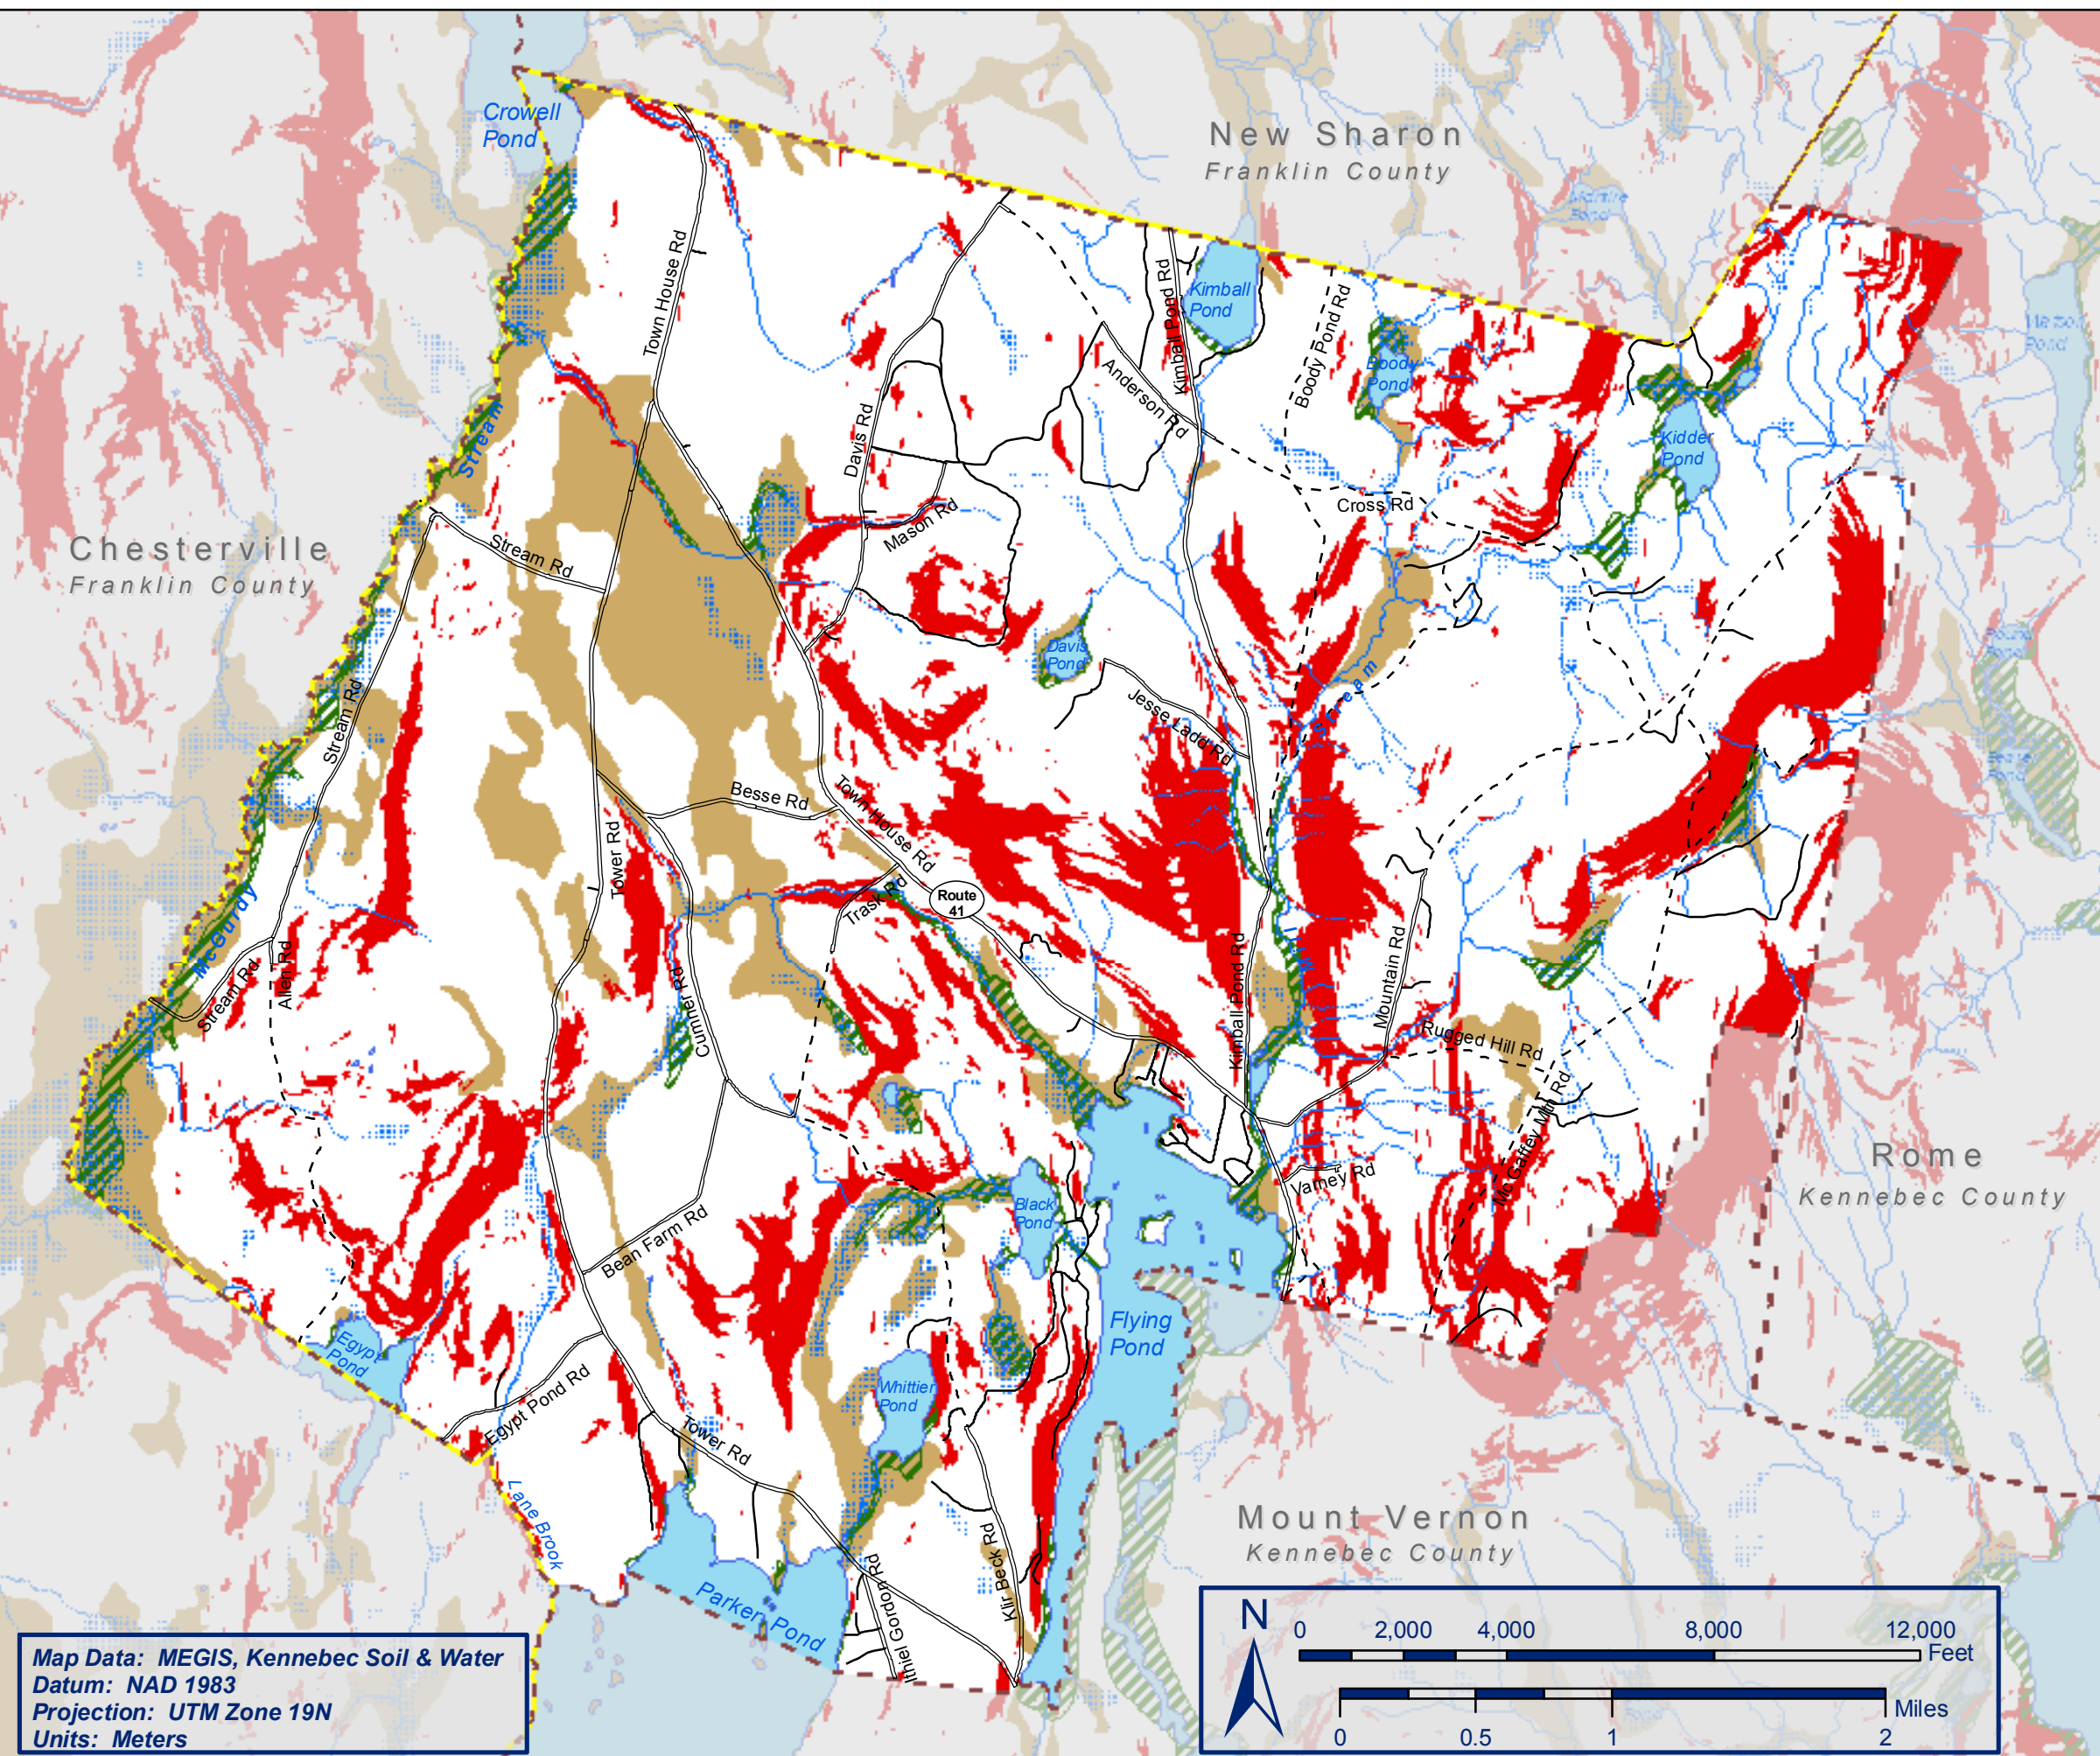 Crowell
Pond
New Sharon
Franklin County
McIntire
Pond
Town House Rd
Kimball Pond Rd
Kimball
Pond
Boody Pond Rd
Boody
Pond
Anderson Rd
Davis Rd
Kidder
Pond
Stream
Cross Rd
Mason Rd
Chesterville
Franklin County
Stream Rd
Davis
Pond
Stream Rd
Jesse Ladd Rd
Stream
Besse Rd
Town House Rd
Tower Rd
Trask Rd
Route
41
McGurdy
Stream Rd
Allen Rd
Cumner Rd
Kimball Pond Rd
Mill
Mountain Rd
Rugged Hill Rd
McGaffey Mtn Rd
Varney Rd
Rome
Kennebec County
Black
Pond
Bean Farm Rd
Egypt
Pond
Flying
Pond
Whittier
Pond
Egypt Pond Rd
Tower Rd
Lane Brook
Mount Vernon
Kennebec County
Parker Pond
Ithiel Gordon Rd
Klir Beck Rd
Map Data: MEGIS, Kennebec Soil & Water
Datum: NAD 1983
Projection: UTM Zone 19N
Units: Meters
N
0 2,000 4,000 8,000 12,000
Feet
Miles
0 0.5 1 2